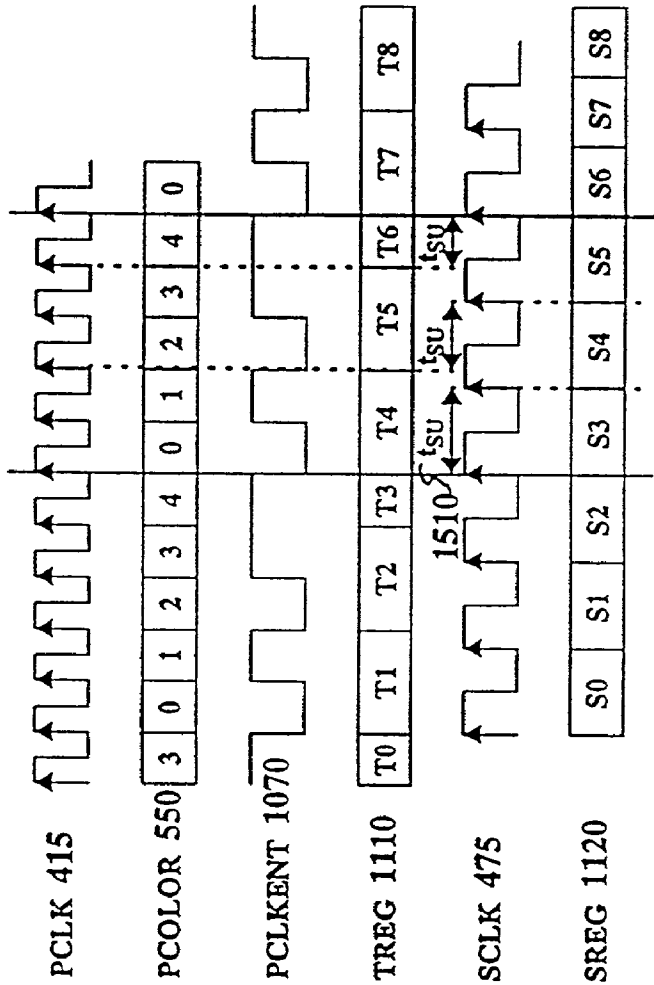 PCLK 415
PCOLOR 550 3 0 1 2 3 4 0 1 2 3 4 0
PCLKENT 1070
TREG 1110 T0 T1 T2 T3 T4 T5 T6 T7 T8
1510 tSU tSU tSU
SCLK 475
SREG 1120 S0 S1 S2 S3 S4 S5 S6 S7 S8